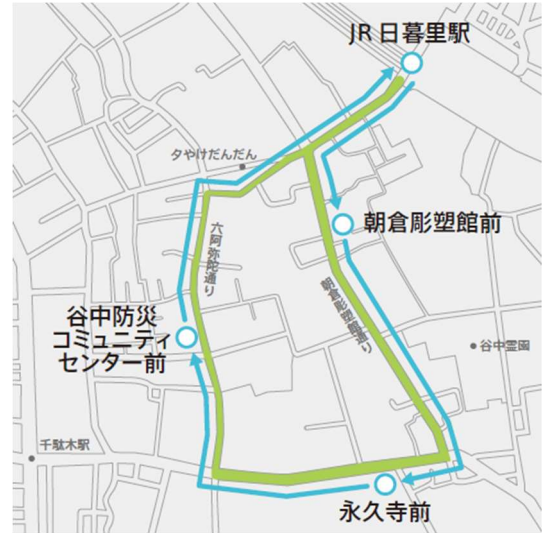 JR 日暮里駅
夕やけだんだん
朝倉彫塑館前
六阿弥陀通り
朝倉彫塑館通り
谷中防災
コミュニティ
センター前
谷中霊園
千駄木駅
永久寺前